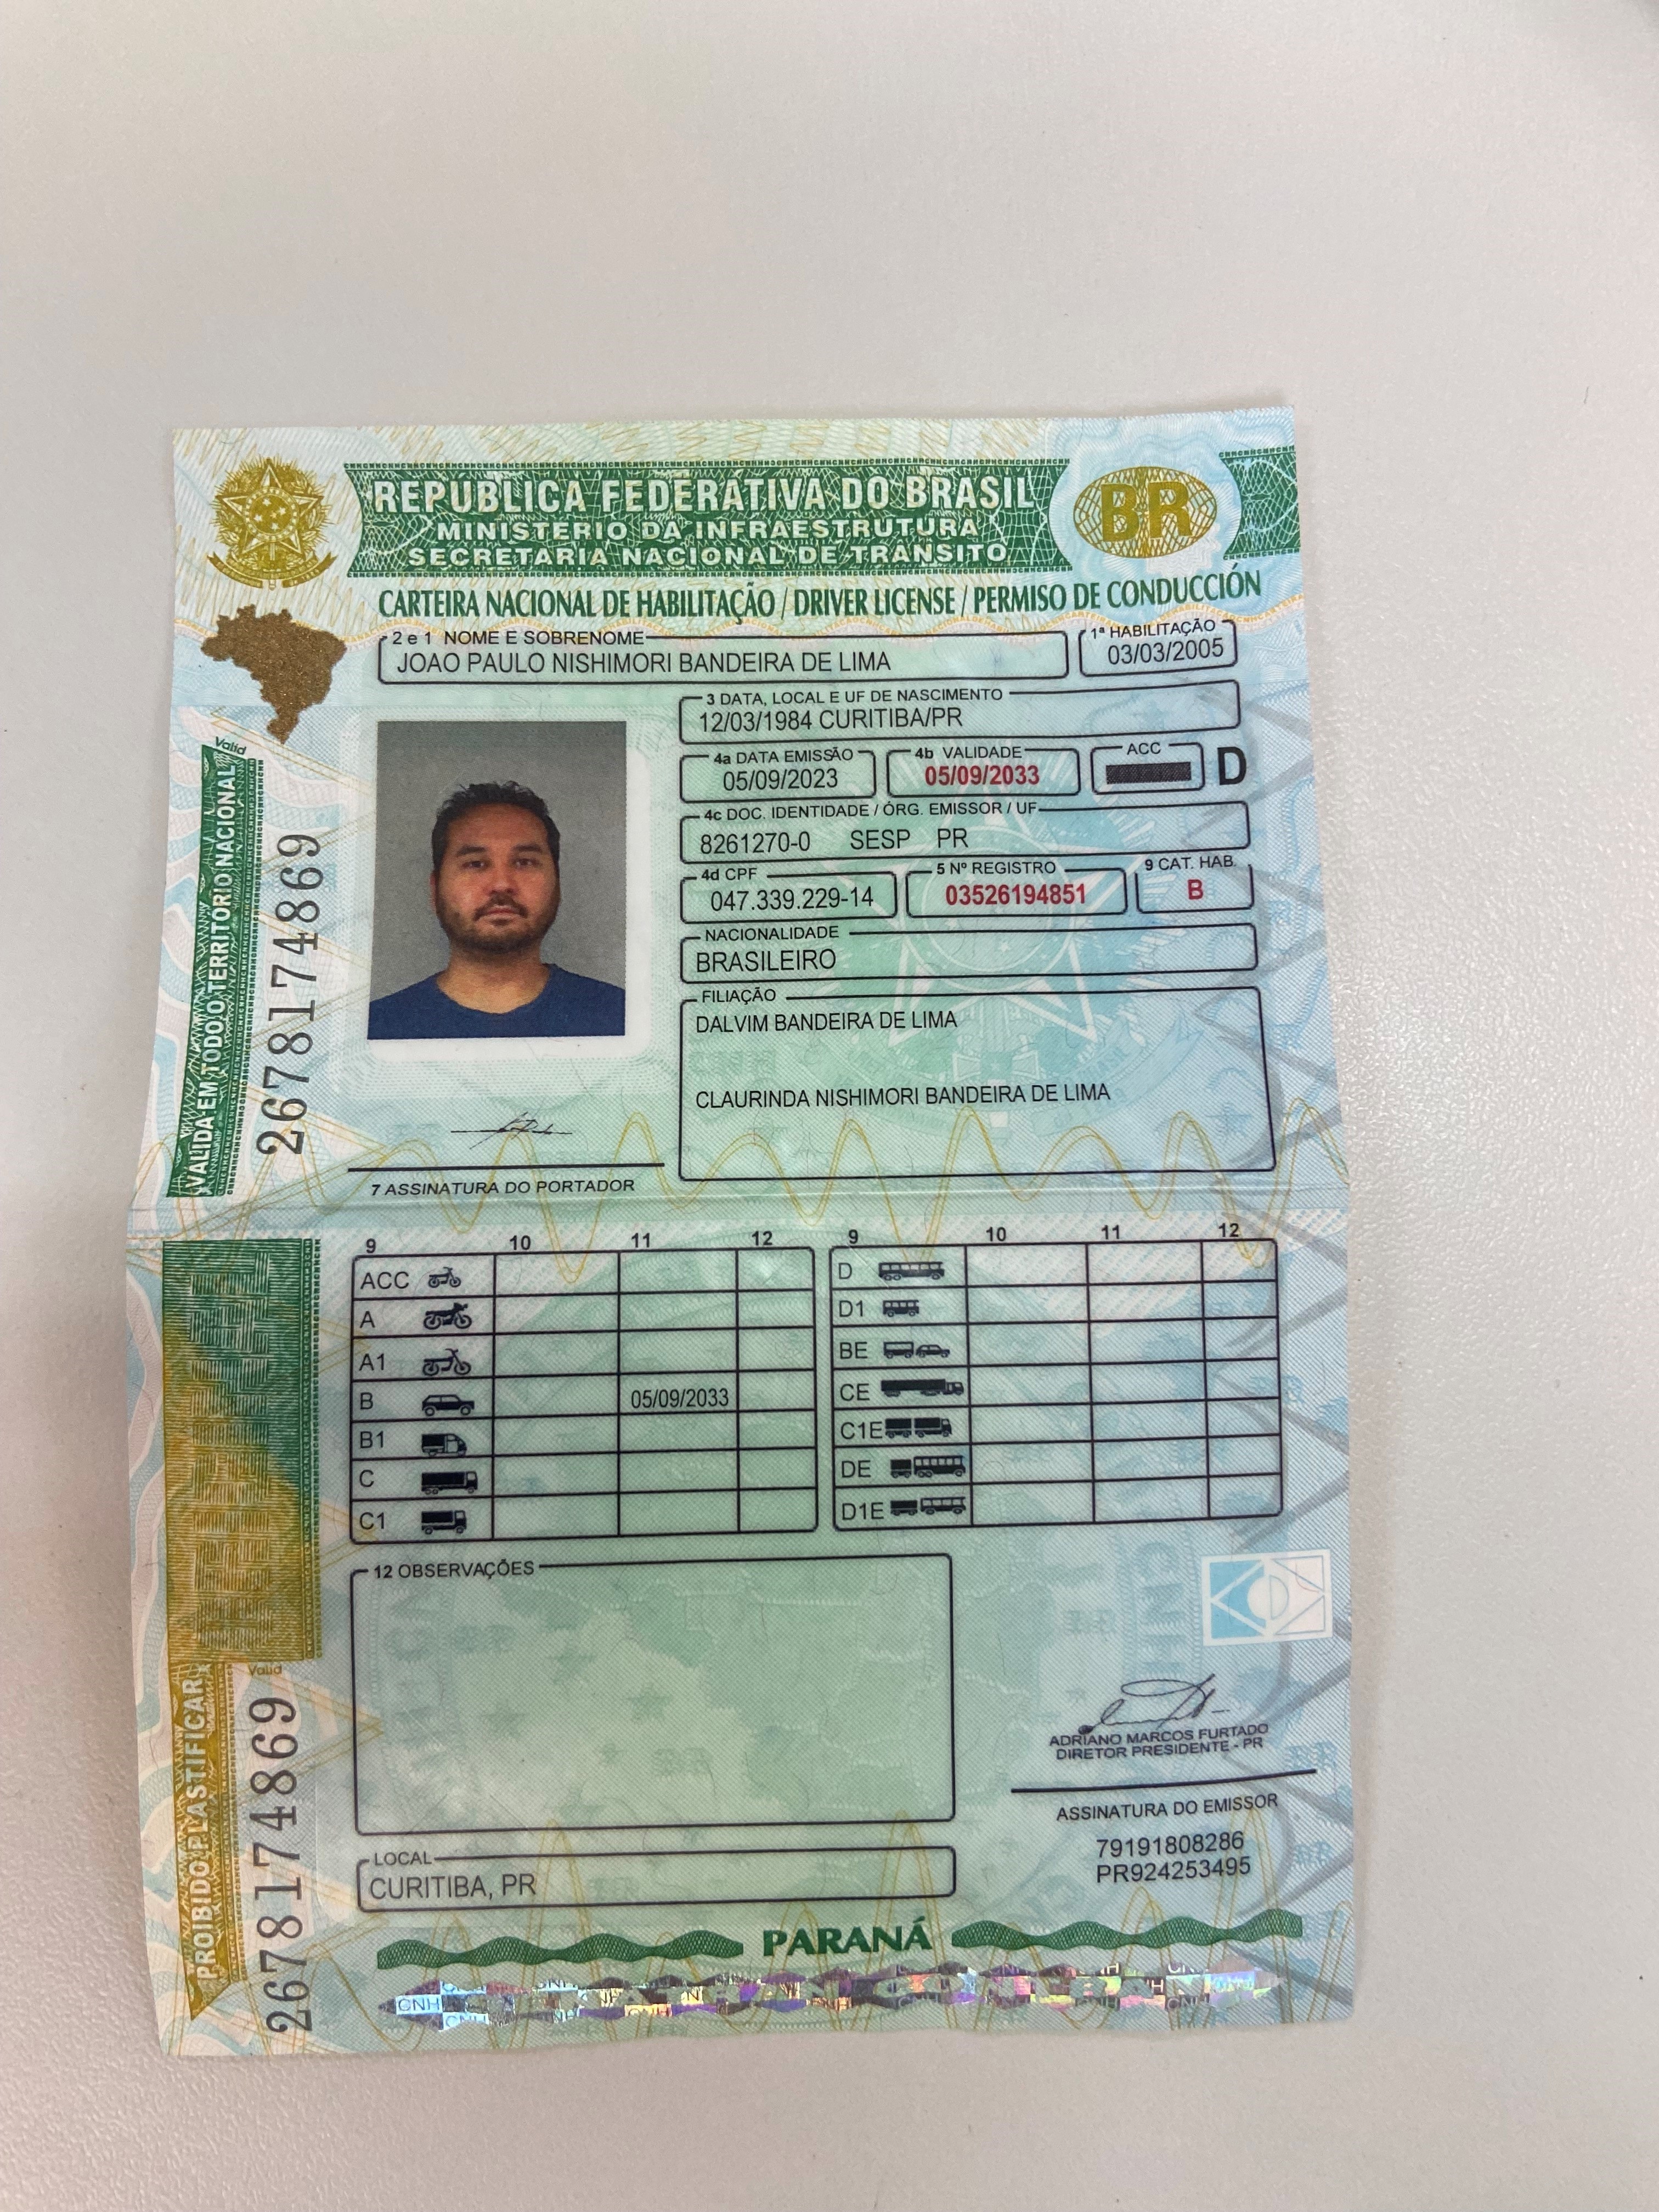 REPÚBLICA FEDERATIVA DO BRASIL
MINISTÉRIO DA INFRAESTRUTURA
SECRETARIA NACIONAL DE TRÂNSITO
BR
CARTEIRA NACIONAL DE HABILITAÇÃO / DRIVER LICENSE / PERMISO DE CONDUCCIÓN
2 e 1 NOME E SOBRENOME
JOAO PAULO NISHIMORI BANDEIRA DE LIMA
1ª HABILITAÇÃO
03/03/2005
3 DATA, LOCAL E UF DE NASCIMENTO
12/03/1984 CURITIBA/PR
4a DATA EMISSÃO
05/09/2023
4b VALIDADE
05/09/2033
ACC
D
4c DOC. IDENTIDADE / ÓRG. EMISSOR / UF
8261270-0 SESP PR
4d CPF
047.339.229-14
5 Nº REGISTRO
03526194851
9 CAT. HAB.
B
NACIONALIDADE
BRASILEIRO
FILIAÇÃO
DALVIM BANDEIRA DE LIMA
CLAURINDA NISHIMORI BANDEIRA DE LIMA
7 ASSINATURA DO PORTADOR
Valid
VÁLIDA EM TODO O TERRITÓRIO NACIONAL
2678174869
9 10 11 12
ACC
A
A1
B 05/09/2033
B1
C
C1
9 10 11 12
D
D1
BE
CE
C1E
DE
D1E
12 OBSERVAÇÕES
ADRIANO MARCOS FURTADO
DIRETOR PRESIDENTE - PR
ASSINATURA DO EMISSOR
79191808286
PR924253495
LOCAL
CURITIBA, PR
Valid
PROIBIDO PLASTIFICAR
2678174869
PARANÁ
CNH
CNH
CNH
CNH